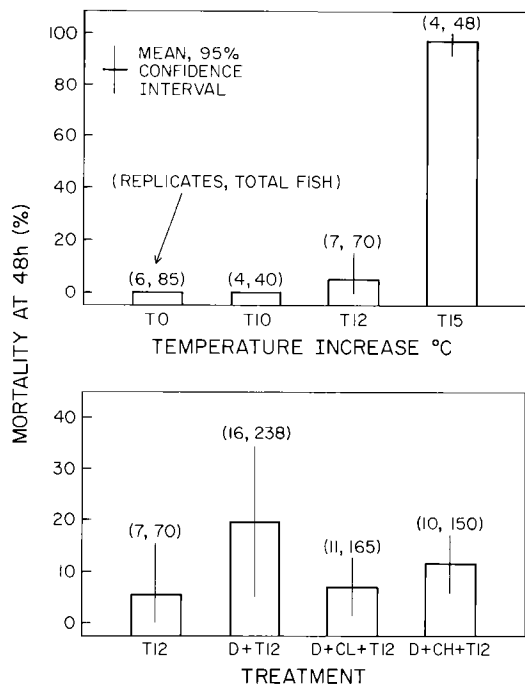 MORTALITY AT 48h (%)
100
80
60
40
20
0
MEAN, 95%
CONFIDENCE
INTERVAL
(REPLICATES, TOTAL FISH)
(6, 85)
(4, 40)
(7, 70)
(4, 48)
T0
T10
T12
T15
TEMPERATURE INCREASE °C
40
30
20
10
0
(7, 70)
(16, 238)
(11, 165)
(10, 150)
T12
D+T12
D+CL+T12
D+CH+T12
TREATMENT